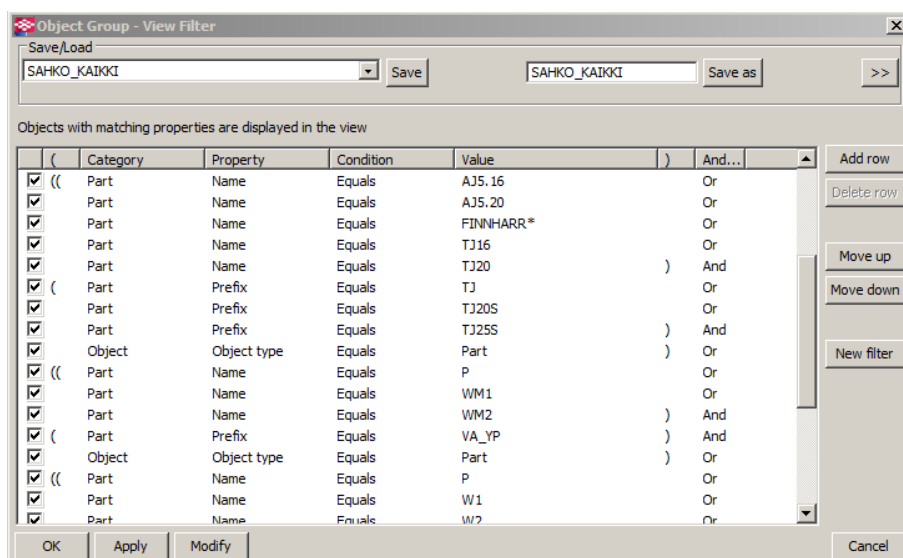 Object Group - View Filter
Save/Load
SAHKO_KAIKKI Save SAHKO_KAIKKI Save as >>
Objects with matching properties are displayed in the view
( Category Property Condition Value ) And... Add row
(( Part Name Equals AJ5.16 Or
Delete row
Part Name Equals AJ5.20 Or
Part Name Equals FINNHARR* Or
Part Name Equals TJ16 Or
Move up
Part Name Equals TJ20 ) And
( Part Prefix Equals TJ Or
Move down
Part Prefix Equals TJ20S Or
Part Prefix Equals TJ25S ) And
Object Object type Equals Part ) Or
New filter
(( Part Name Equals P Or
Part Name Equals WM1 Or
Part Name Equals WM2 ) And
( Part Prefix Equals VA_YP ) And
Object Object type Equals Part ) Or
(( Part Name Equals P Or
Part Name Equals W1 Or
Part Name Equals W2 Or
OK Apply Modify Cancel